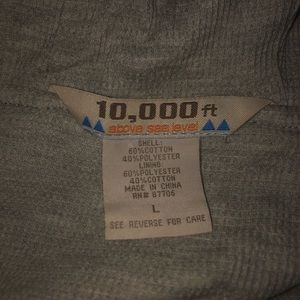 10,000 ft
above sea level
SHELL:
60%COTTON
40%POLYESTER
LINING:
60%POLYESTER
40%COTTON
MADE IN CHINA
RN# 87706
L
SEE REVERSE FOR CARE